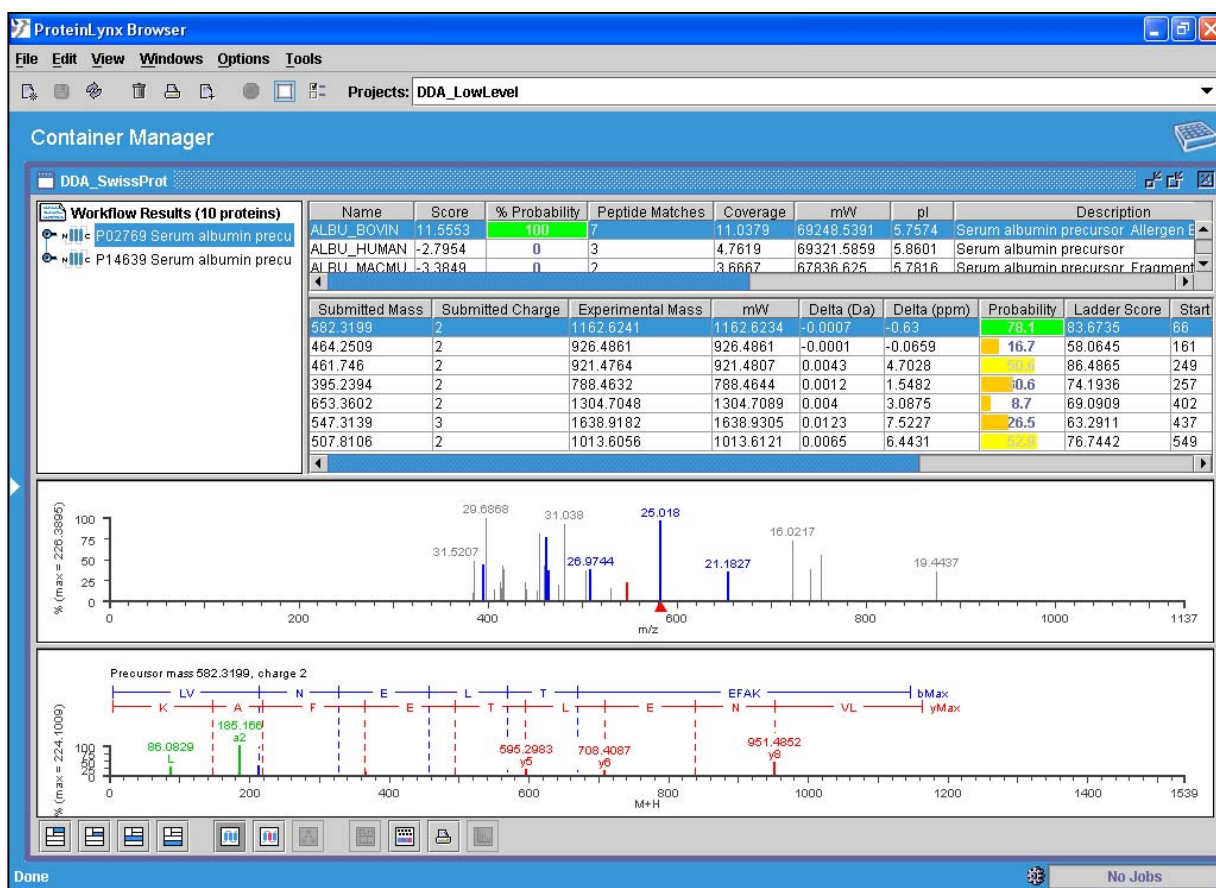 ProteinLynx Browser
File Edit View Windows Options Tools
Projects: DDA_LowLevel
Container Manager
DDA_SwissProt
Workflow Results (10 proteins)
P02769 Serum albumin precu
P14639 Serum albumin precu
Name Score % Probability Peptide Matches Coverage mW pI Description
ALBU_BOVIN 11.5553 100 7 11.0379 69248.5391 5.7574 Serum albumin precursor Allergen B
ALBU_HUMAN -2.7954 0 3 4.7619 69321.5859 5.8601 Serum albumin precursor
ALBU_MACMU -3.3849 0 2 3.6667 67836.625 5.7816 Serum albumin precursor Fragment
Submitted Mass Submitted Charge Experimental Mass mW Delta (Da) Delta (ppm) Probability Ladder Score Start
582.3199 2 1162.6241 1162.6234 -0.0007 -0.63 78.1 83.6735 66
464.2509 2 926.4861 926.4861 -0.0001 -0.0659 16.7 58.0645 161
461.746 2 921.4764 921.4807 0.0043 4.7028 86.4865 249
395.2394 2 788.4632 788.4644 0.0012 1.5482 74.1936 257
653.3602 2 1304.7048 1304.7089 0.004 3.0875 8.7 69.0909 402
547.3139 3 1638.9182 1638.9305 0.0123 7.5227 26.5 63.2911 437
507.8106 2 1013.6056 1013.6121 0.0065 6.4431 76.7442 549
% (max = 226.3895)
100
75
50
25
0
31.5207 29.6868 31.038 26.9744 25.018 21.1827 16.0217 19.4437
0 200 400 600 800 1000 1137
m/z
Precursor mass 582.3199, charge 2
LV N E L T EFAK bMax
K A F E T L E N VL yMax
% (max = 224.1009)
100
75
50
25
0
86.0829
L
185.166
a2
595.2983
y5
708.4087
y6
951.4852
y8
0 200 400 600 800 1000 1200 1400 1539
M+H
Done No Jobs